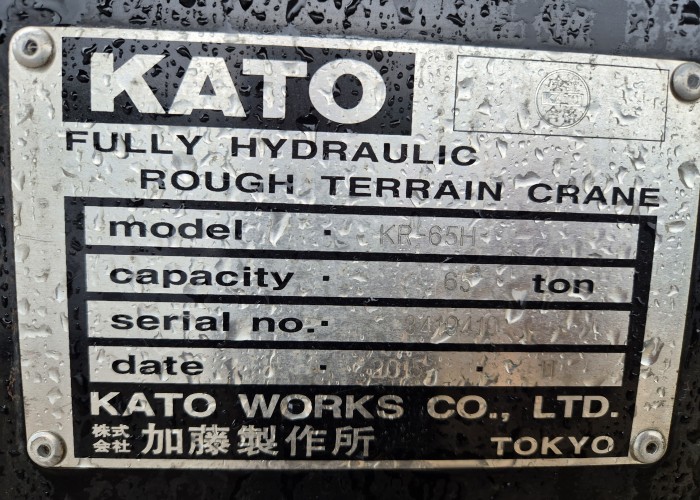 KATO
FULLY HYDRAULIC
ROUGH TERRAIN CRANE
model · KR-65H
capacity · 65 ton
serial no.·
date · · 11
KATO WORKS CO., LTD.
株式会社 加藤製作所 TOKYO